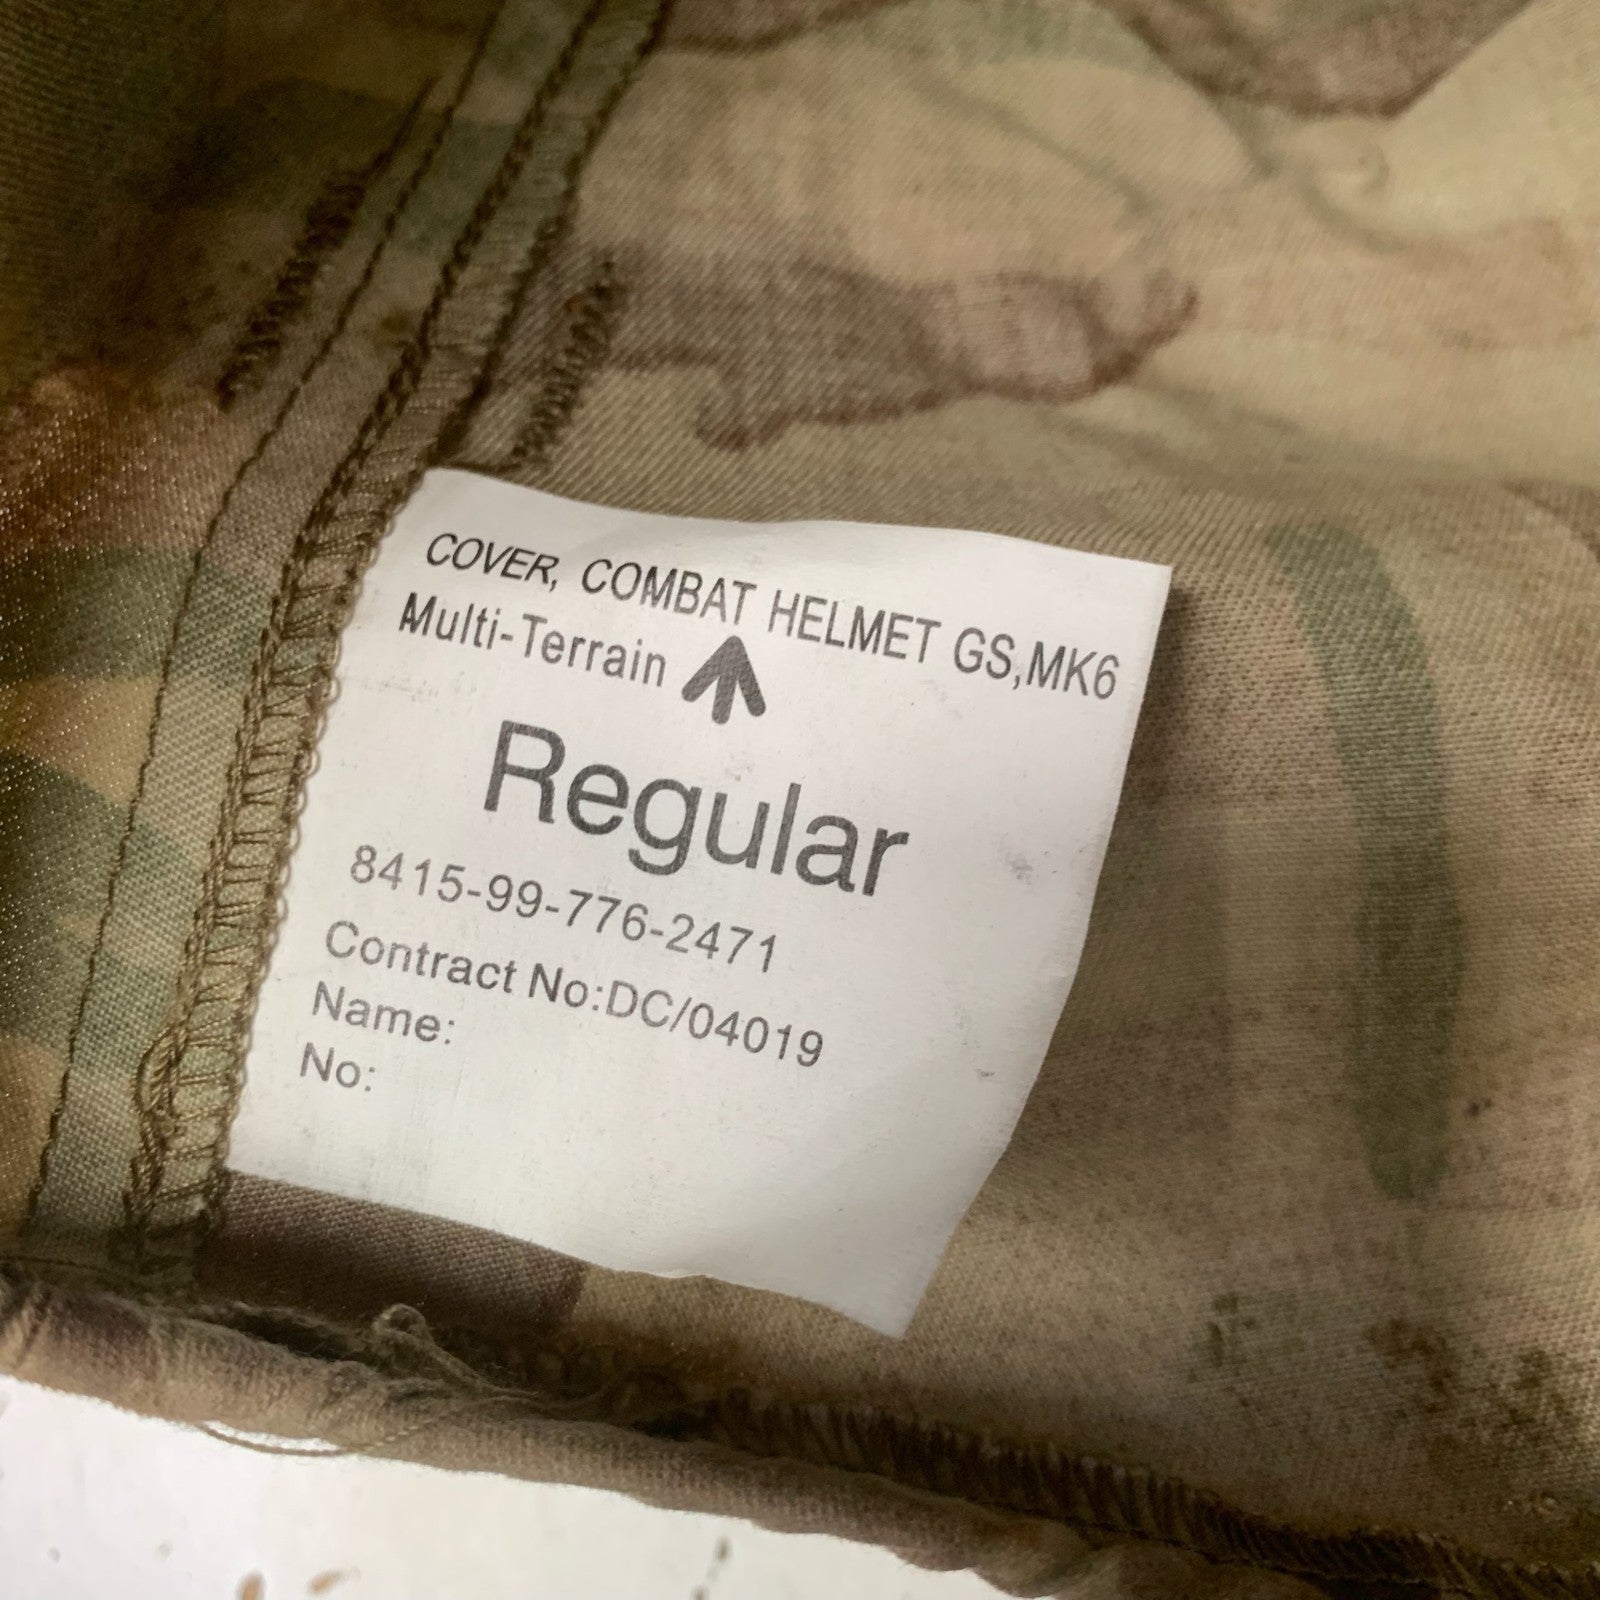 COVER, COMBAT HELMET GS,MK6
Multi-Terrain
Regular
8415-99-776-2471
Contract No:DC/04019
Name:
No: